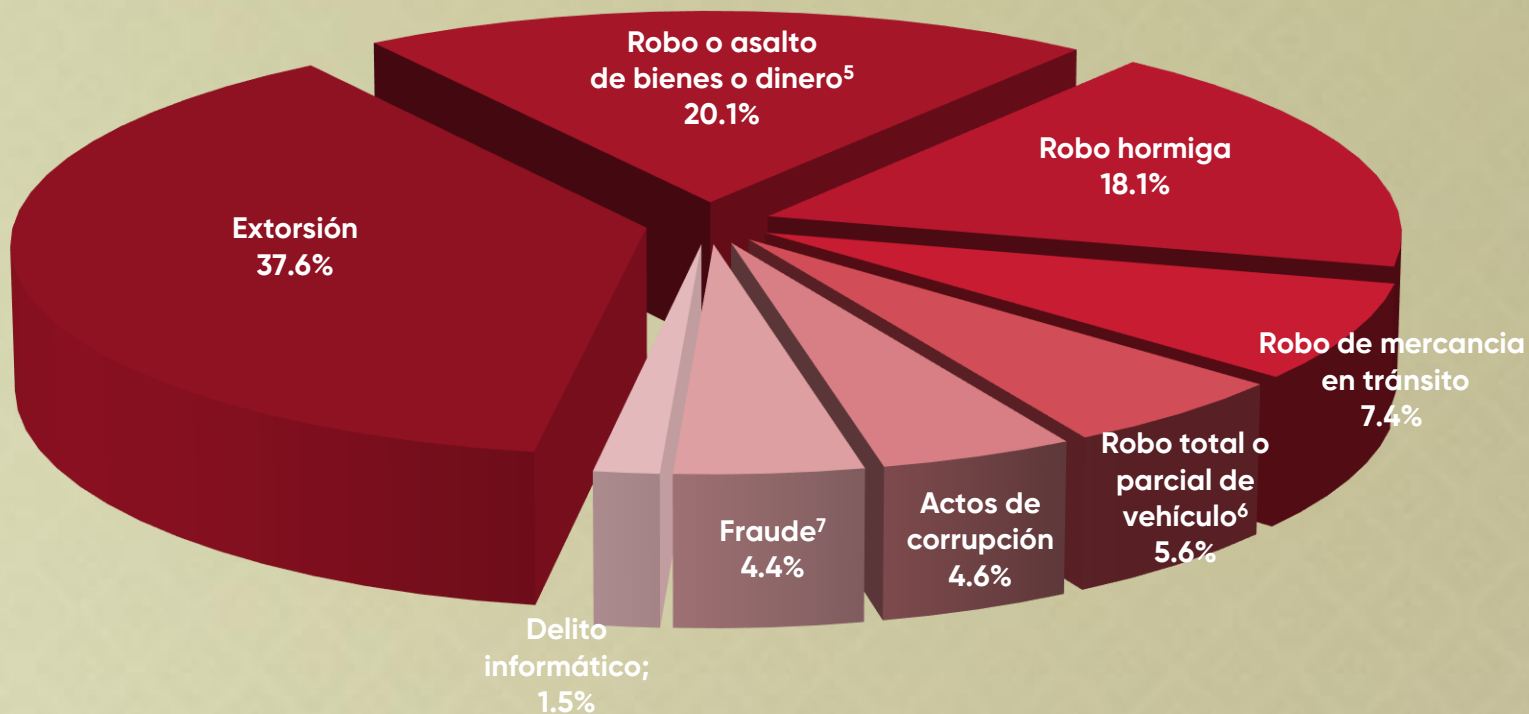 Robo o asalto
de bienes o dinero⁵
20.1%
Robo hormiga
18.1%
Extorsión
37.6%
Robo de mercancia
en tránsito
7.4%
Robo total o
parcial de
vehículo⁶
5.6%
Actos de
corrupción
4.6%
Fraude⁷
4.4%
Delito
informático;
1.5%